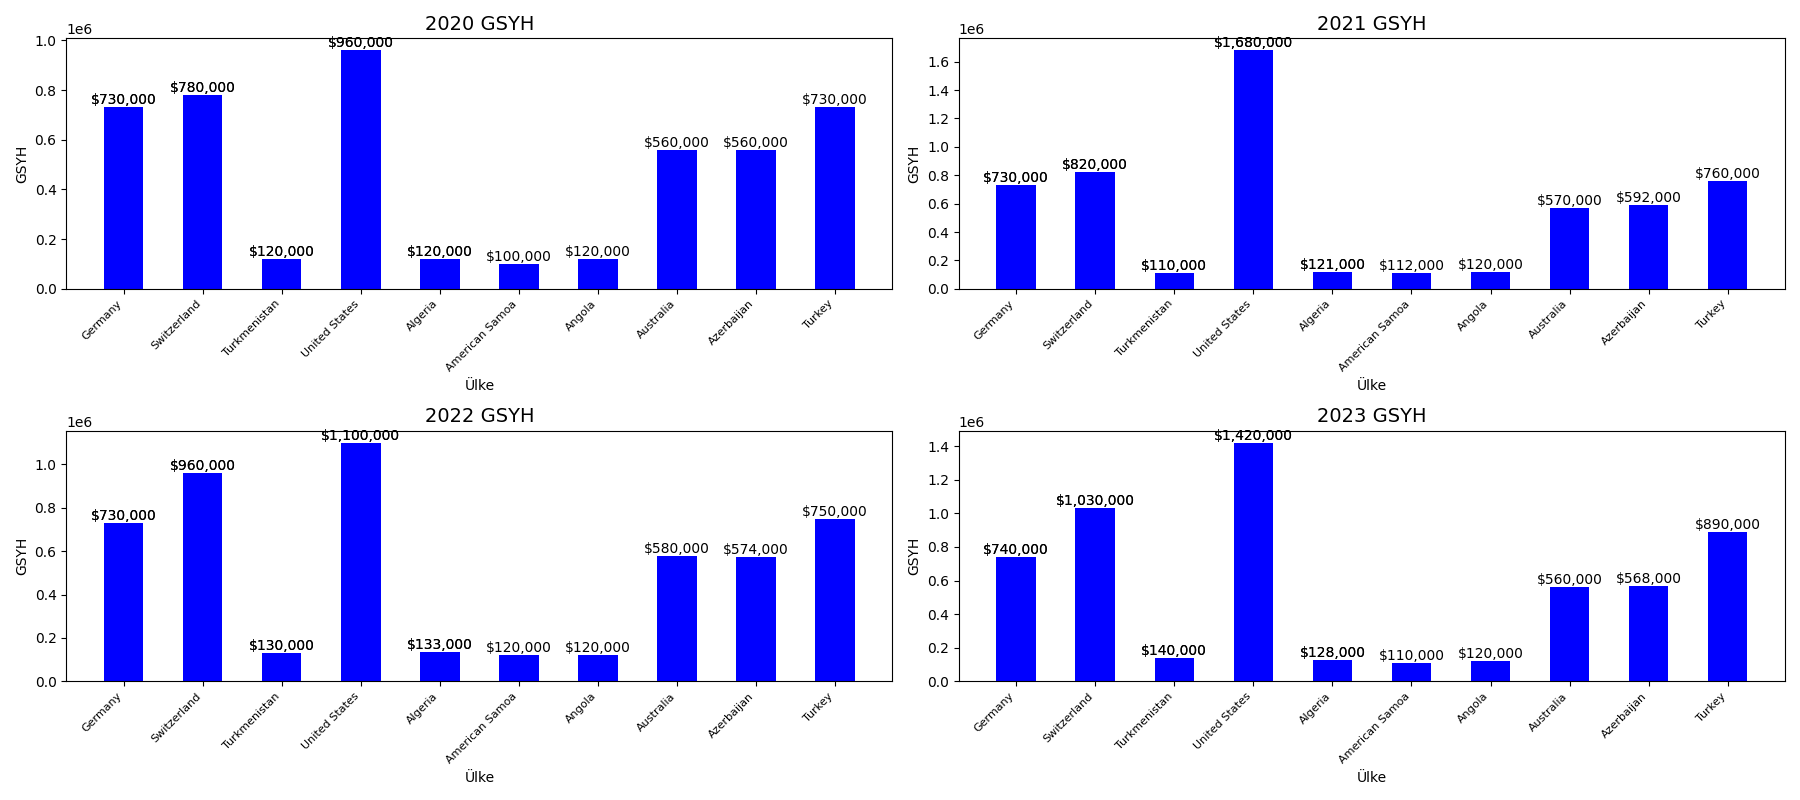 2020 GSYH
1e6
GSYH
1.0
0.8
0.6
0.4
0.2
0.0
$730,000
$780,000
$120,000
$960,000
$120,000
$100,000
$120,000
$560,000
$560,000
$730,000
Germany
Switzerland
Turkmenistan
United States
Algeria
American Samoa
Angola
Australia
Azerbaijan
Turkey
Ülke
2021 GSYH
1e6
GSYH
1.6
1.4
1.2
1.0
0.8
0.6
0.4
0.2
0.0
$730,000
$820,000
$110,000
$1,680,000
$121,000
$112,000
$120,000
$570,000
$592,000
$760,000
Germany
Switzerland
Turkmenistan
United States
Algeria
American Samoa
Angola
Australia
Azerbaijan
Turkey
Ülke
2022 GSYH
1e6
GSYH
1.0
0.8
0.6
0.4
0.2
0.0
$730,000
$960,000
$130,000
$1,100,000
$133,000
$120,000
$120,000
$580,000
$574,000
$750,000
Germany
Switzerland
Turkmenistan
United States
Algeria
American Samoa
Angola
Australia
Azerbaijan
Turkey
Ülke
2023 GSYH
1e6
GSYH
1.4
1.2
1.0
0.8
0.6
0.4
0.2
0.0
$740,000
$1,030,000
$140,000
$1,420,000
$128,000
$110,000
$120,000
$560,000
$568,000
$890,000
Germany
Switzerland
Turkmenistan
United States
Algeria
American Samoa
Angola
Australia
Azerbaijan
Turkey
Ülke